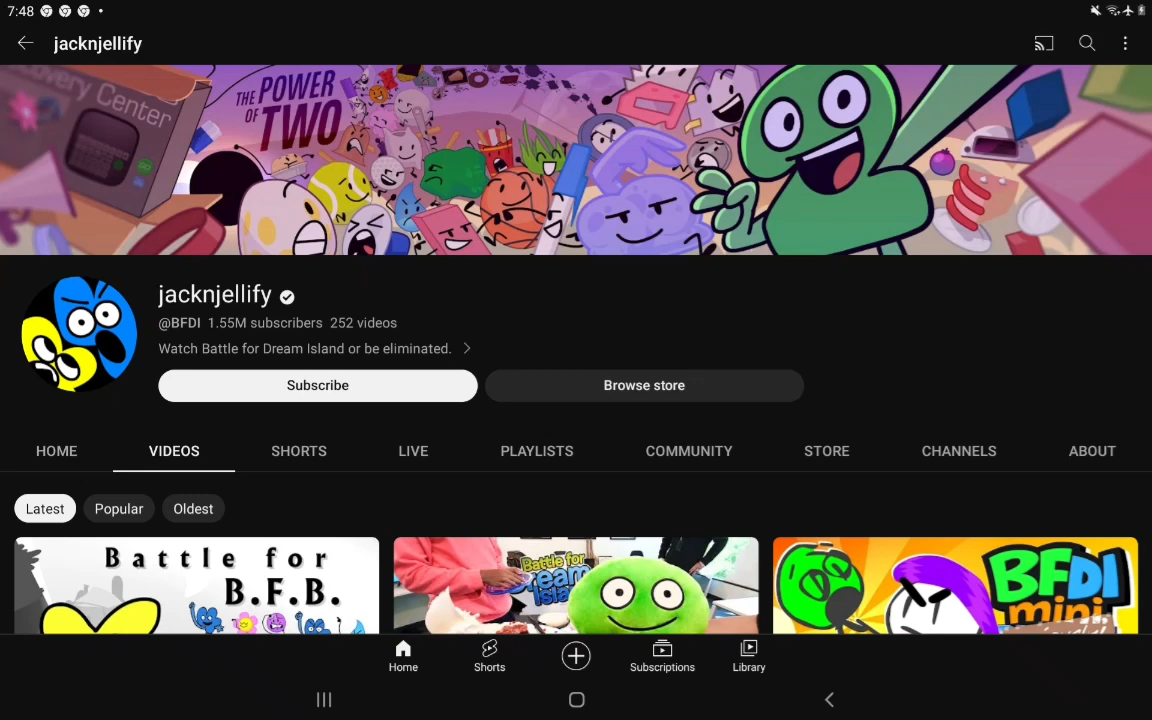 7:48
jacknjellify
Recovery Center
THE POWER
OF TWO
jacknjellify
@BFDI 1.55M subscribers 252 videos
Watch Battle for Dream Island or be eliminated.
Subscribe
Browse store
HOME
VIDEOS
SHORTS
LIVE
PLAYLISTS
COMMUNITY
STORE
CHANNELS
ABOUT
Latest
Popular
Oldest
Battle for
B.F.B.
Battle for
Dream
Island
BFDI
mini
Home
Shorts
Subscriptions
Library